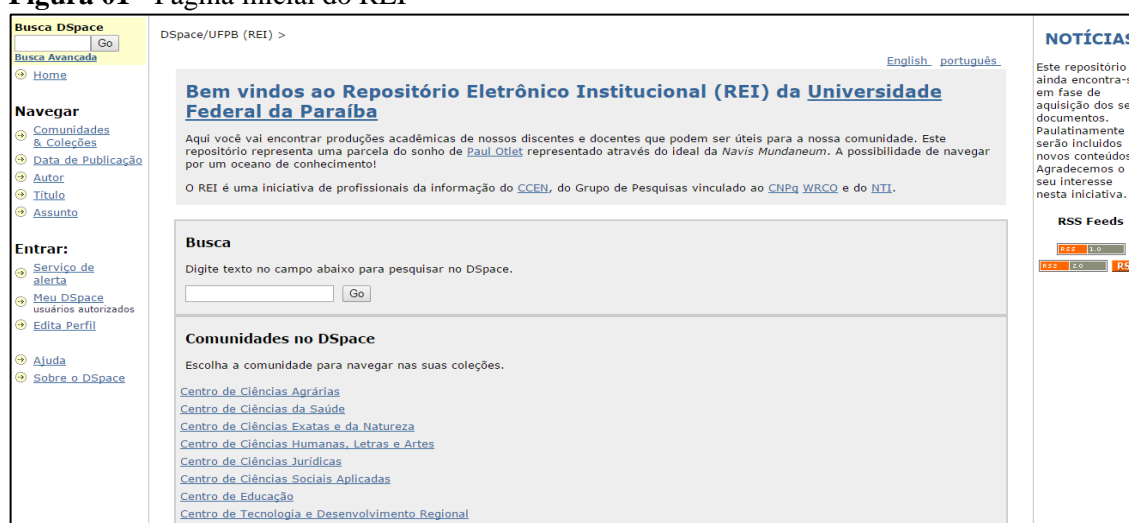 Figura 01 - Página inicial do REI
Busca DSpace
Go
Busca Avançada
Home
Navegar
Comunidades
& Coleções
Data de Publicação
Autor
Título
Assunto
Entrar:
Serviço de
alerta
Meu DSpace
usuários autorizados
Edita Perfil
Ajuda
Sobre o DSpace
DSpace/UFPB (REI) >
English português
Bem vindos ao Repositório Eletrônico Institucional (REI) da Universidade
Federal da Paraíba
Aqui você vai encontrar produções acadêmicas de nossos discentes e docentes que podem ser úteis para a nossa comunidade. Este
repositório representa uma parcela do sonho de Paul Otlet representado através do ideal da Navis Mundaneum. A possibilidade de navegar
por um oceano de conhecimento!
O REI é uma iniciativa de profissionais da informação do CCEN, do Grupo de Pesquisas vinculado ao CNPq WRCO e do NTI.
Busca
Digite texto no campo abaixo para pesquisar no DSpace.
Go
Comunidades no DSpace
Escolha a comunidade para navegar nas suas coleções.
Centro de Ciências Agrárias
Centro de Ciências da Saúde
Centro de Ciências Exatas e da Natureza
Centro de Ciências Humanas, Letras e Artes
Centro de Ciências Jurídicas
Centro de Ciências Sociais Aplicadas
Centro de Educação
Centro de Tecnologia e Desenvolvimento Regional
NOTÍCIAS
Este repositório
ainda encontra-s
em fase de
aquisição dos se
documentos.
Paulatinamente
serão incluidos
novos conteúdos
Agradecemos o
seu interesse
nesta iniciativa.
RSS Feeds
RSS 1.0
RSS 2.0 RS